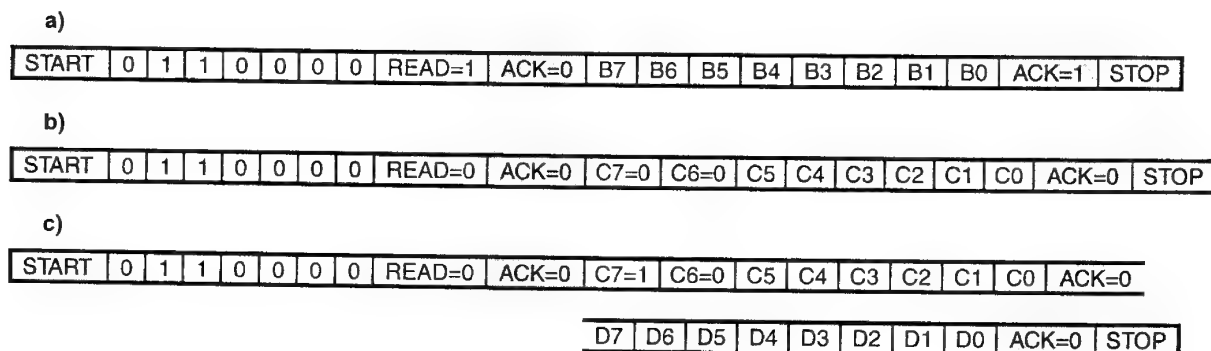 a)
START 0 1 1 0 0 0 0 READ=1 ACK=0 B7 B6 B5 B4 B3 B2 B1 B0 ACK=1 STOP
b)
START 0 1 1 0 0 0 0 READ=0 ACK=0 C7=0 C6=0 C5 C4 C3 C2 C1 C0 ACK=0 STOP
c)
START 0 1 1 0 0 0 0 READ=0 ACK=0 C7=1 C6=0 C5 C4 C3 C2 C1 C0 ACK=0
D7 D6 D5 D4 D3 D2 D1 D0 ACK=0 STOP